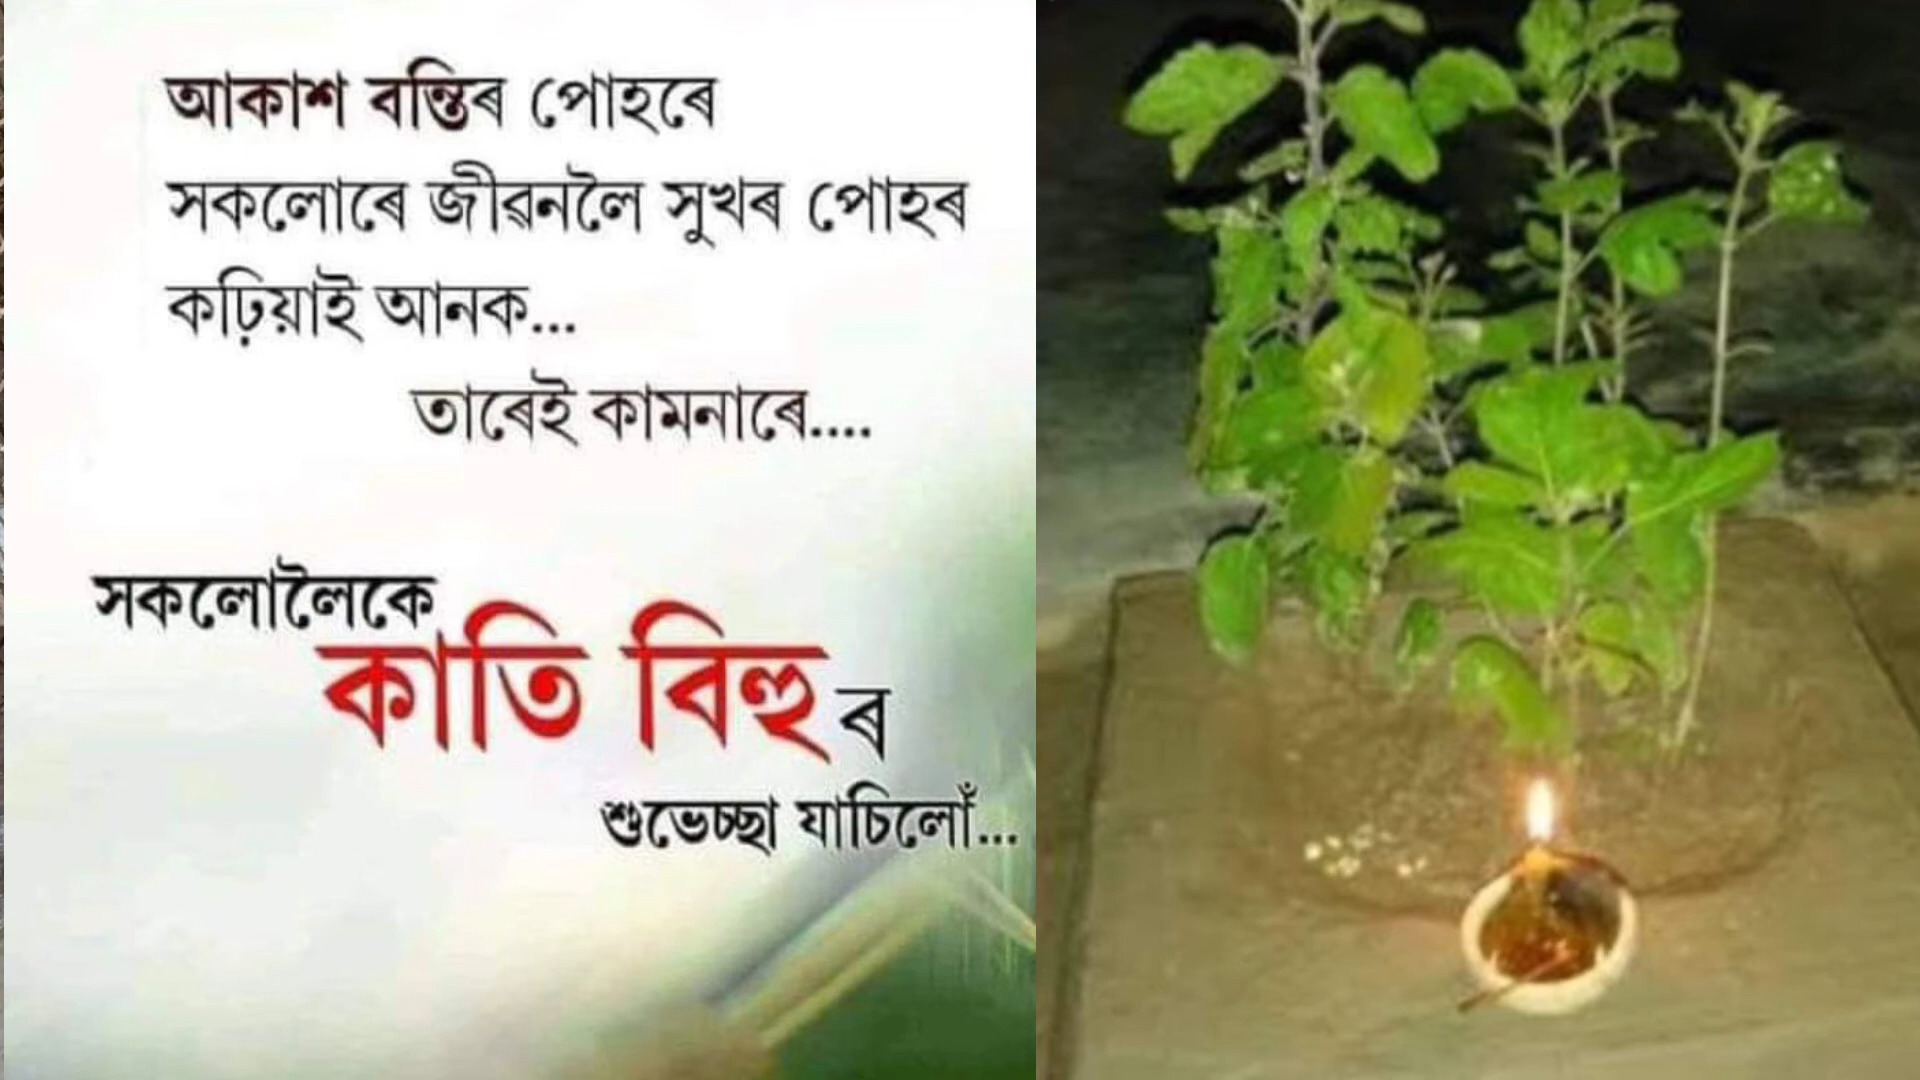 আকাশ বন্তিৰ পোহৰে
সকলোৰে জীৱনলৈ সুখৰ পোহৰ
কঢ়িয়াই আনক...
তাৰেই কামনাৰে....
সকলোলৈকে
কাতি বিহু ৰ
শুভেচ্ছা যাচিলোঁ...